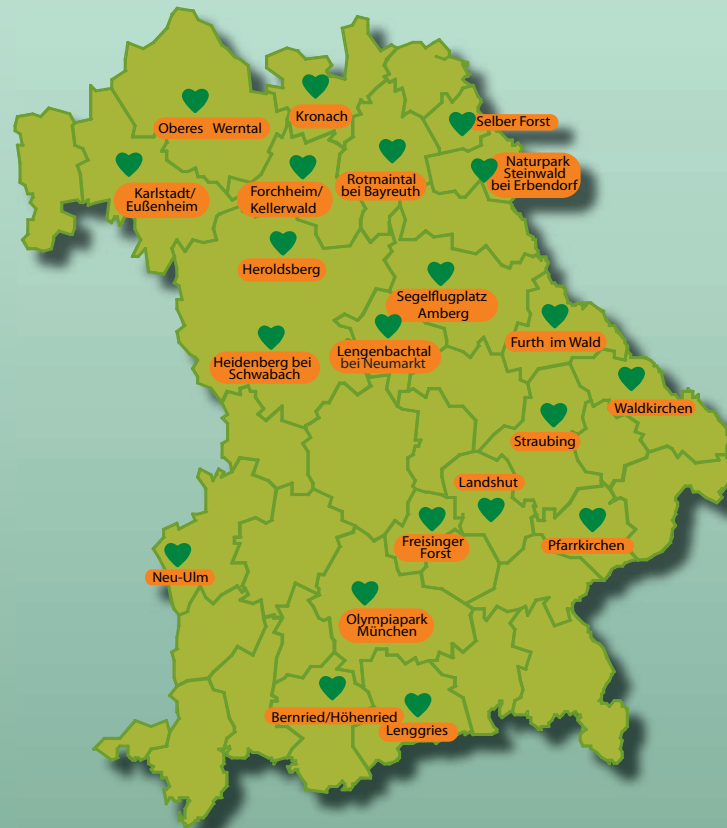 Kronach
Selber Forst
Oberes Werntal
Naturpark
Steinwald
bei Erbendorf
Rotmaintal
bei Bayreuth
Karlstadt/
Eußenheim
Forchheim/
Kellerwald
Heroldsberg
Segelflugplatz
Amberg
Furth im Wald
Lengenbachtal
bei Neumarkt
Heidenberg bei
Schwabach
Waldkirchen
Straubing
Landshut
Freisinger
Forst
Pfarrkirchen
Neu-Ulm
Olympiapark
München
Bernried/Höhenried
Lenggries